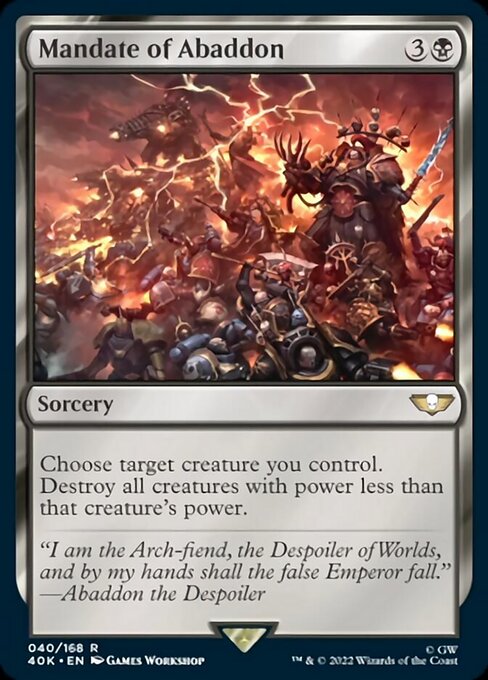 Mandate of Abaddon 3
Sorcery
Choose target creature you control.
Destroy all creatures with power less than
that creature's power.
“I am the Arch-fiend, the Despoiler of Worlds,
and by my hands shall the false Emperor fall.”
—Abaddon the Despoiler
040/168 R
40K • EN Games Workshop
© GW
™ & © 2022 Wizards of the Coast